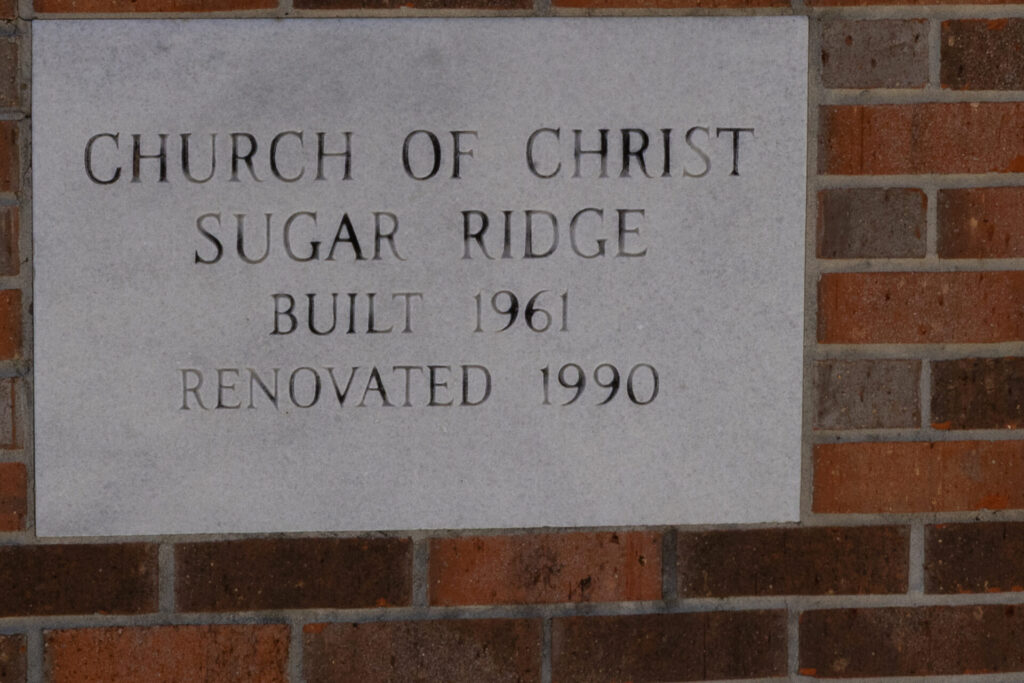 CHURCH OF CHRIST
SUGAR RIDGE
BUILT 1961
RENOVATED 1990